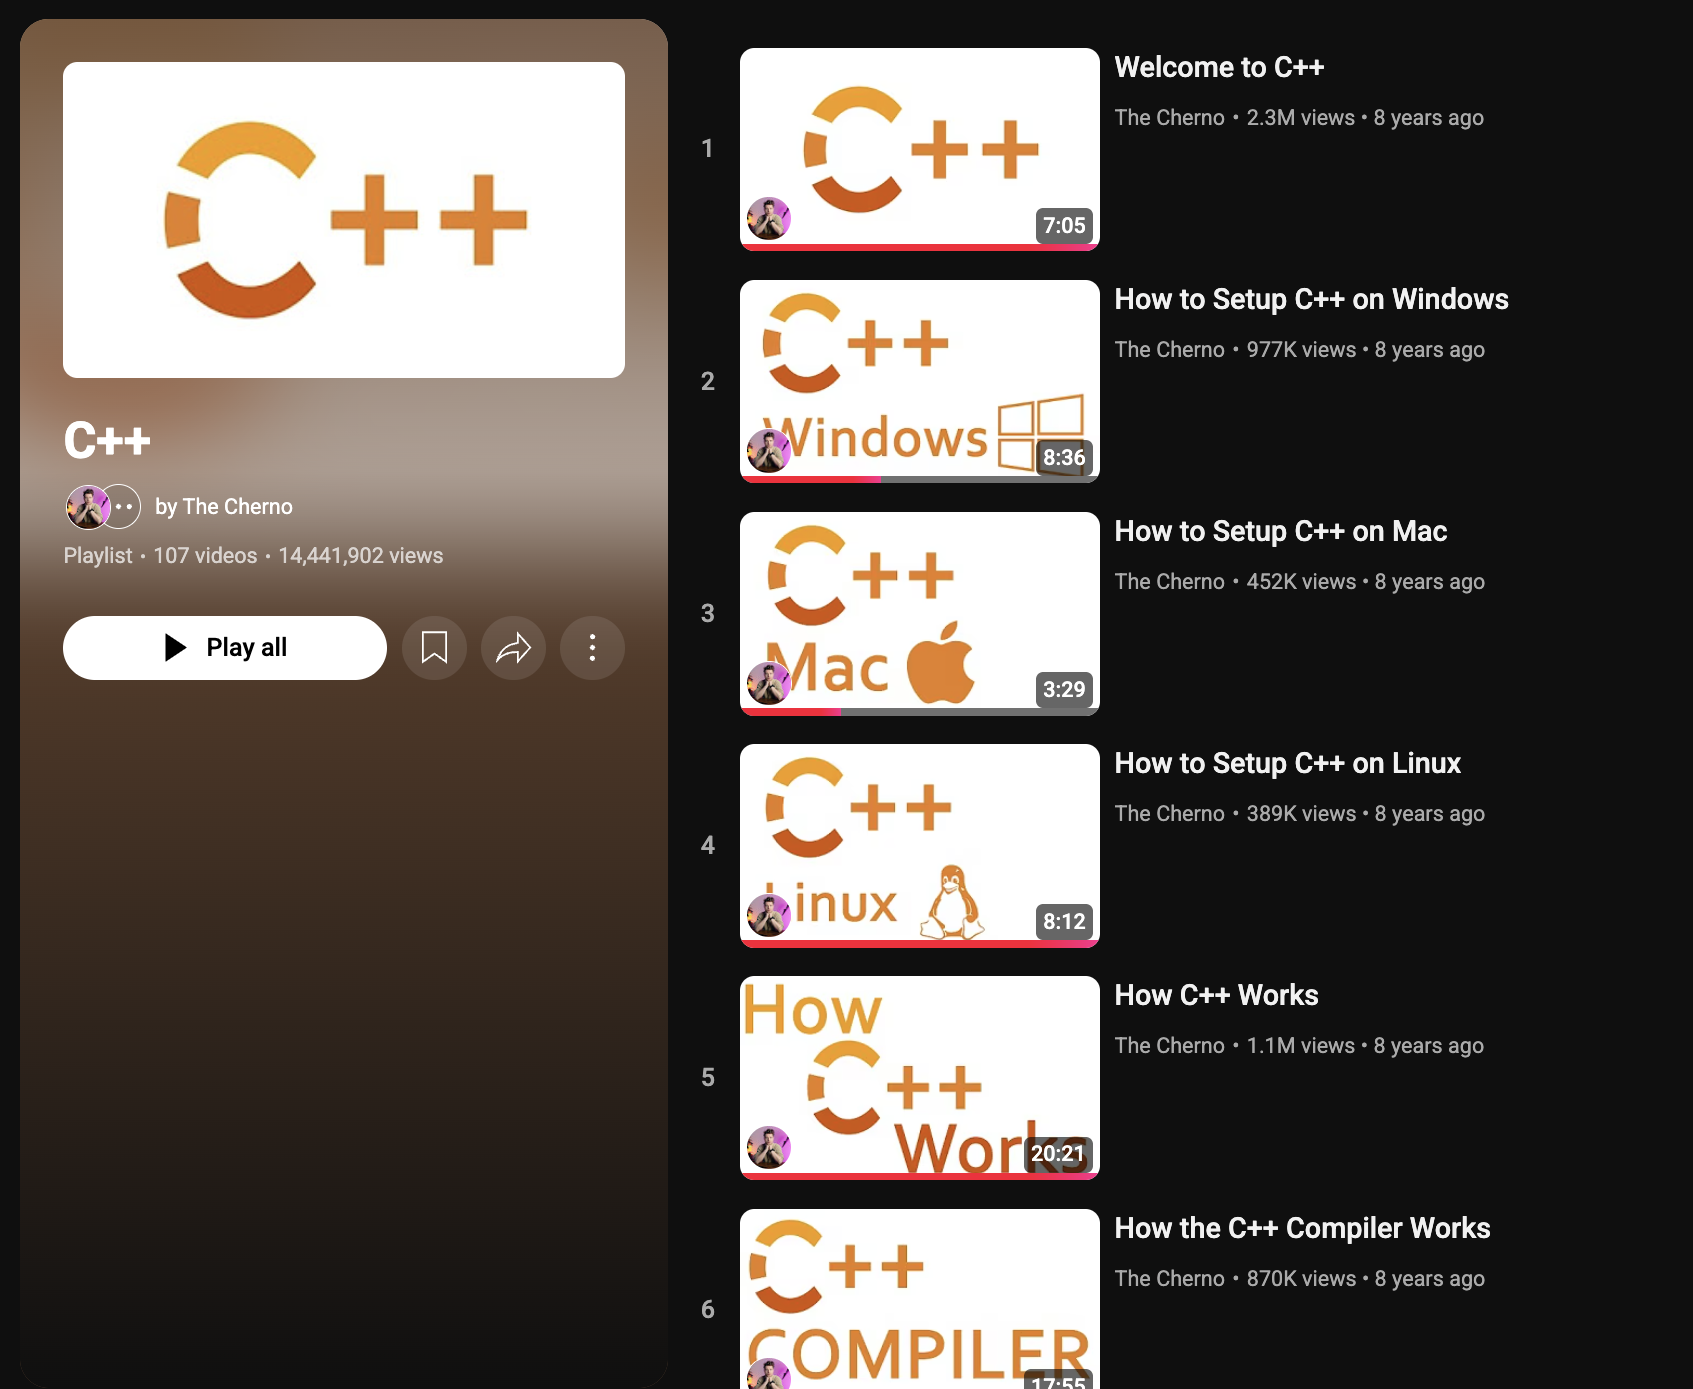 C++
C++
by The Cherno
Playlist • 107 videos • 14,441,902 views
Play all
1
C++
7:05
Welcome to C++
The Cherno • 2.3M views • 8 years ago
2
C++
Windows
8:36
How to Setup C++ on Windows
The Cherno • 977K views • 8 years ago
3
C++
Mac
3:29
How to Setup C++ on Mac
The Cherno • 452K views • 8 years ago
4
C++
Linux
8:12
How to Setup C++ on Linux
The Cherno • 389K views • 8 years ago
5
How
C++
Works
20:21
How C++ Works
The Cherno • 1.1M views • 8 years ago
6
C++
COMPILER
17:55
How the C++ Compiler Works
The Cherno • 870K views • 8 years ago